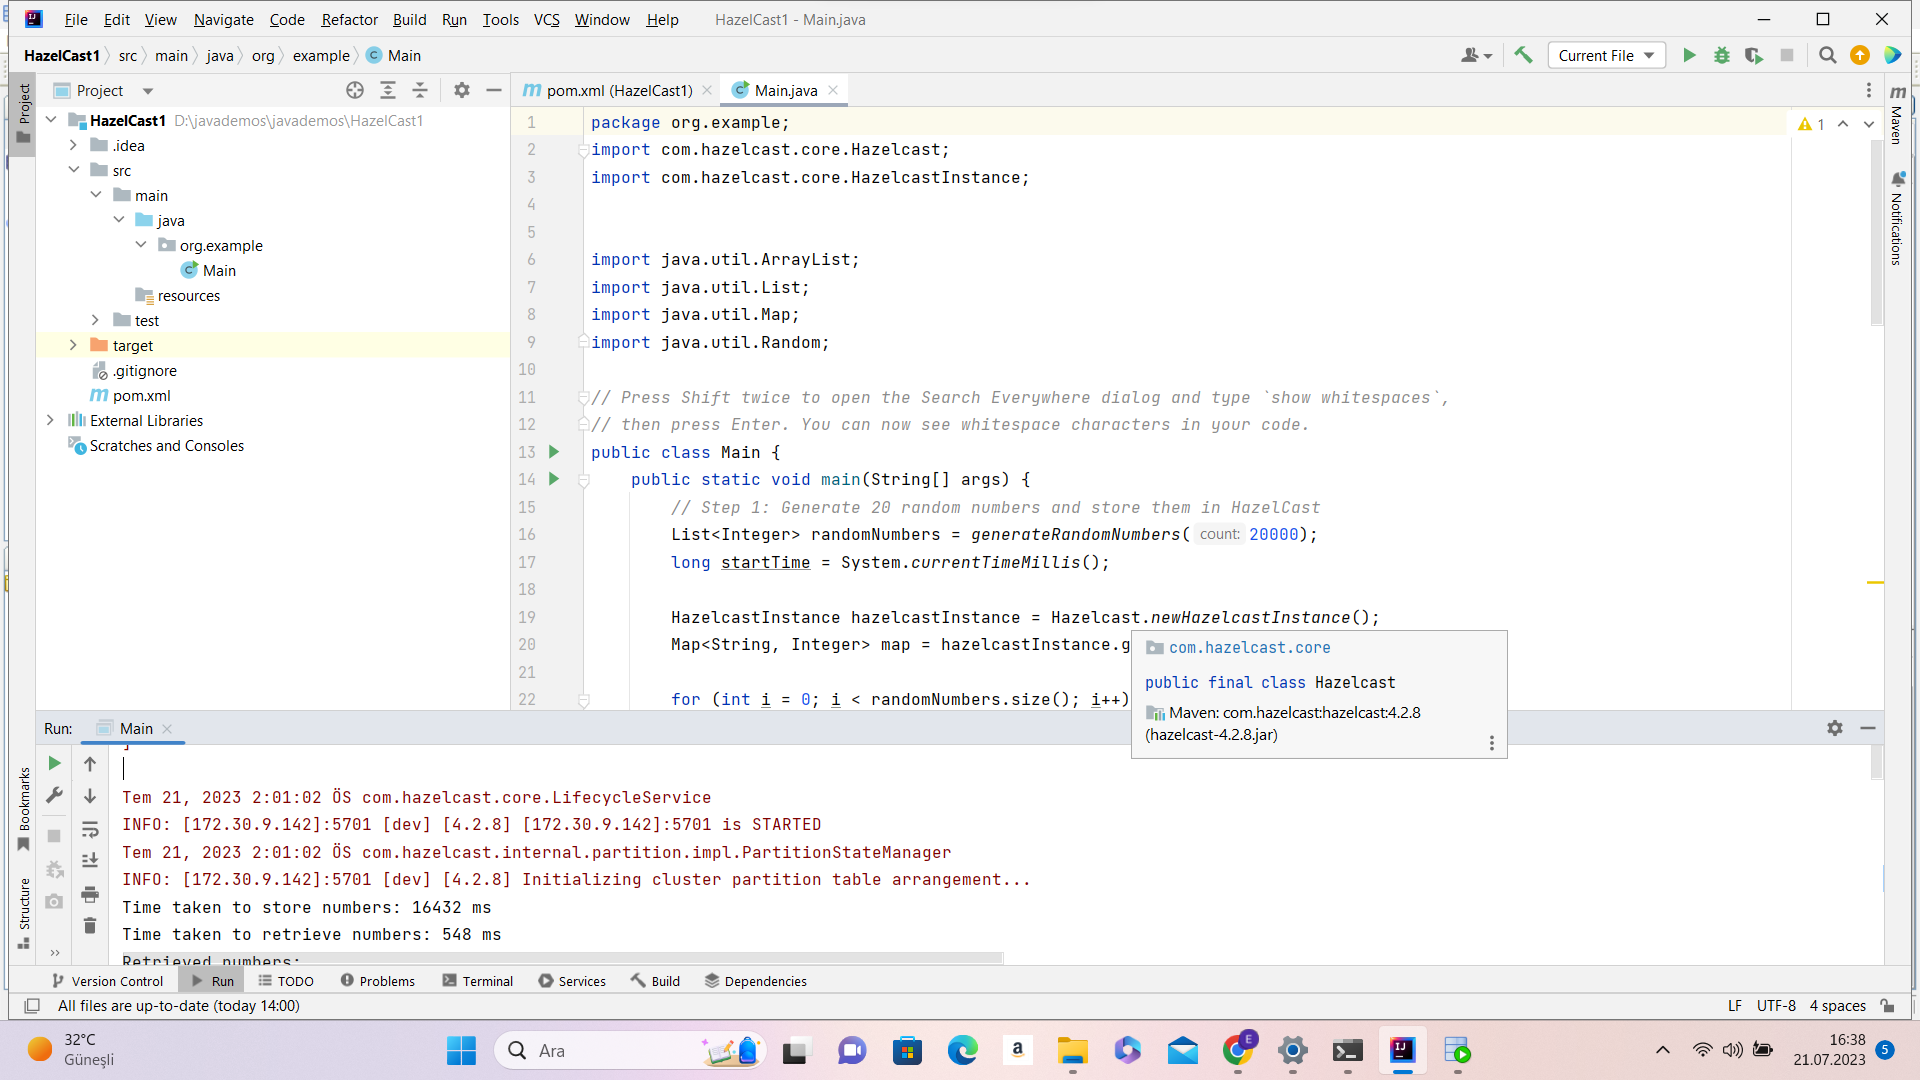 File Edit View Navigate Code Refactor Build Run Tools VCS Window Help HazelCast1 - Main.java
HazelCast1 src main java org example Main
Current File
Project
pom.xml (HazelCast1)
Main.java
HazelCast1 D:\javademos\javademos\HazelCast1
.idea
src
main
java
org.example
Main
resources
test
target
.gitignore
pom.xml
External Libraries
Scratches and Consoles
Project
Bookmarks
Structure
Maven
Notifications
1
1 package org.example;
2 import com.hazelcast.core.Hazelcast;
3 import com.hazelcast.core.HazelcastInstance;
4
5
6 import java.util.ArrayList;
7 import java.util.List;
8 import java.util.Map;
9 import java.util.Random;
10
11 // Press Shift twice to open the Search Everywhere dialog and type `show whitespaces`,
12 // then press Enter. You can now see whitespace characters in your code.
13 public class Main {
14 public static void main(String[] args) {
15 // Step 1: Generate 20 random numbers and store them in HazelCast
16 List<Integer> randomNumbers = generateRandomNumbers( count: 20000);
17 long startTime = System.currentTimeMillis();
18
19 HazelcastInstance hazelcastInstance = Hazelcast.newHazelcastInstance();
20 Map<String, Integer> map = hazelcastInstance.g
21
22 for (int i = 0; i < randomNumbers.size(); i++)
com.hazelcast.core
public final class Hazelcast
Maven: com.hazelcast:hazelcast:4.2.8
(hazelcast-4.2.8.jar)
Run: Main
Tem 21, 2023 2:01:02 ÖS com.hazelcast.core.LifecycleService
INFO: [172.30.9.142]:5701 [dev] [4.2.8] [172.30.9.142]:5701 is STARTED
Tem 21, 2023 2:01:02 ÖS com.hazelcast.internal.partition.impl.PartitionStateManager
INFO: [172.30.9.142]:5701 [dev] [4.2.8] Initializing cluster partition table arrangement...
Time taken to store numbers: 16432 ms
Time taken to retrieve numbers: 548 ms
Retrieved numbers:
Version Control Run TODO Problems Terminal Services Build Dependencies
All files are up-to-date (today 14:00)
LF UTF-8 4 spaces
32°C
Güneşli
Ara
16:38
21.07.2023
5